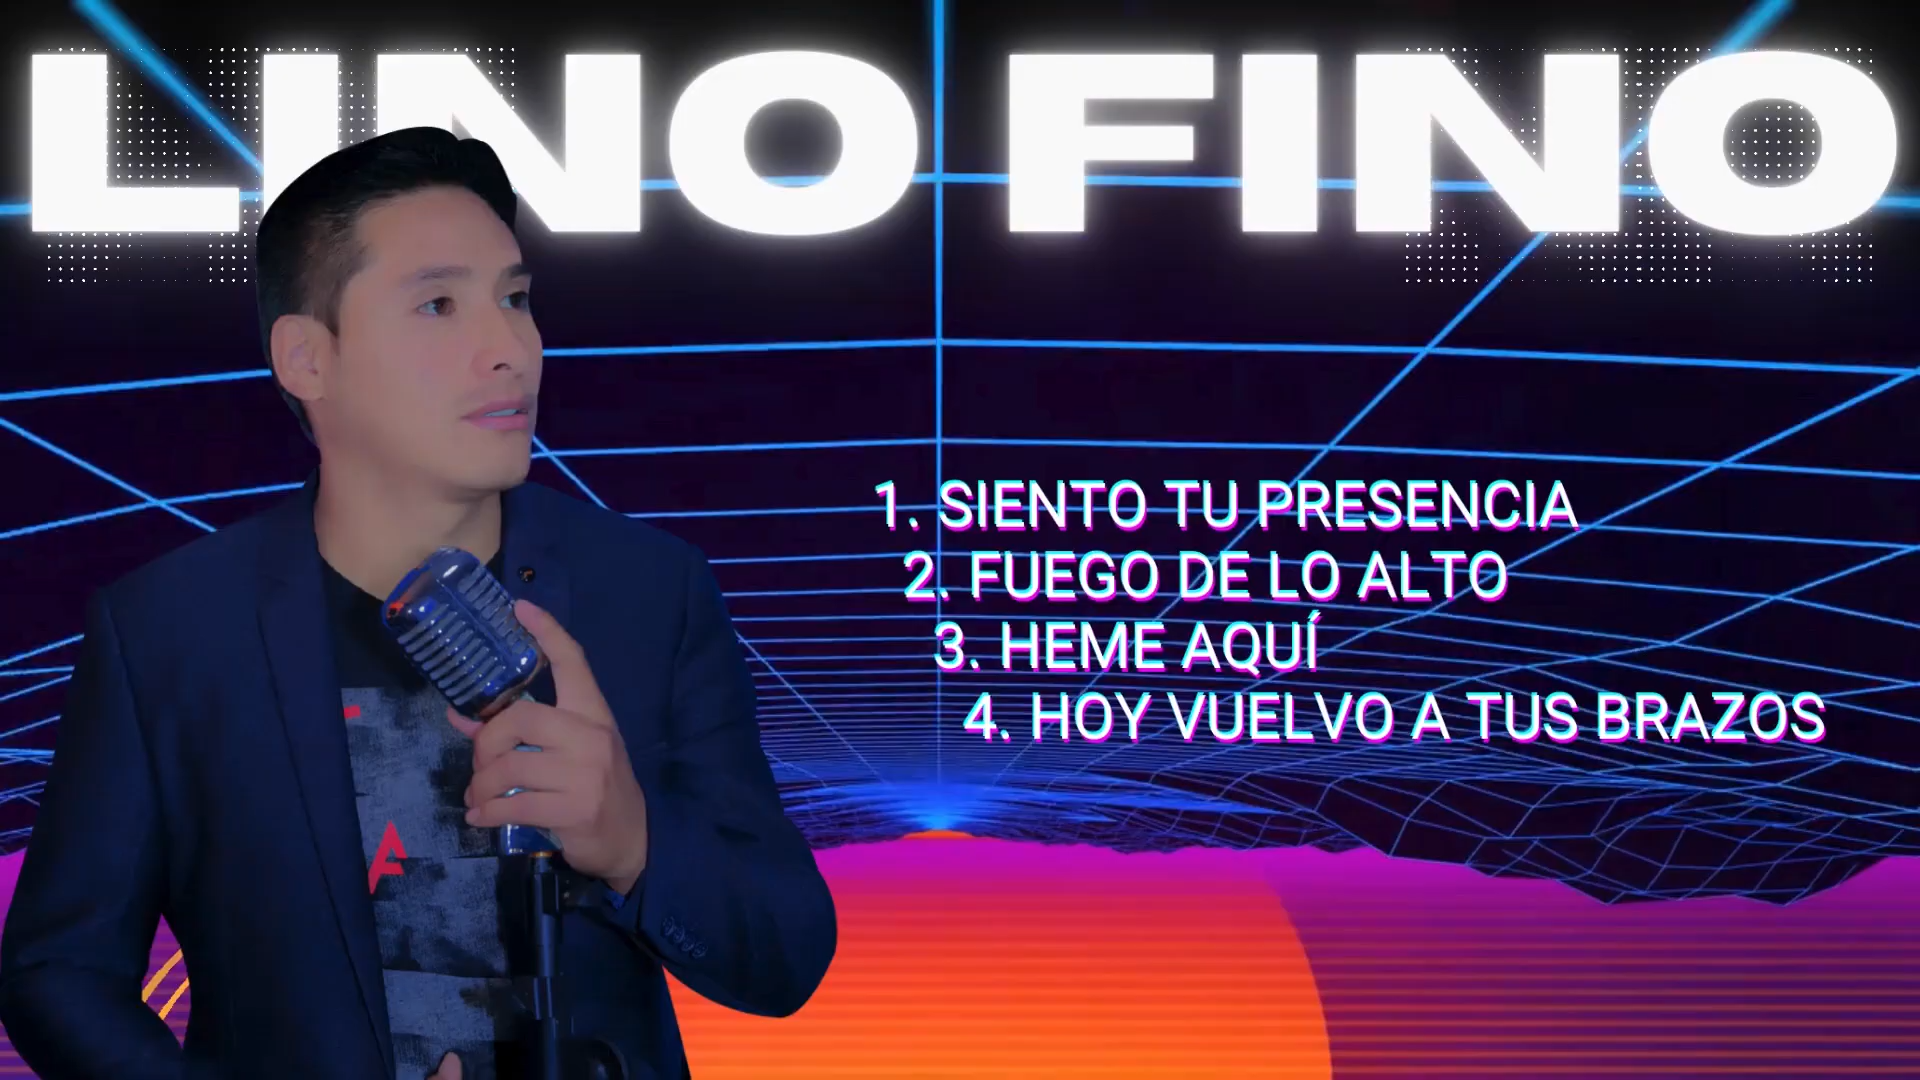 LINO FINO
1. SIENTO TU PRESENCIA
2. FUEGO DE LO ALTO
3. HEME AQUÍ
4. HOY VUELVO A TUS BRAZOS